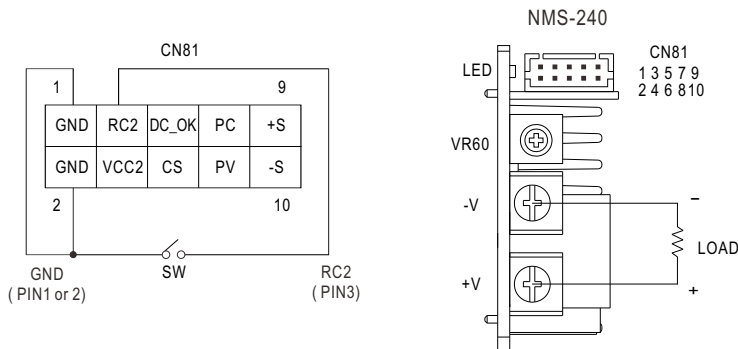 NMS-240
CN81
1 9
GND RC2 DC_OK PC +S
GND VCC2 CS PV -S
2 10
GND
( PIN1 or 2)
SW
RC2
( PIN3)
LED
CN81
1 3 5 7 9
2 4 6 8 10
VR60
-V
+V
−
LOAD
+